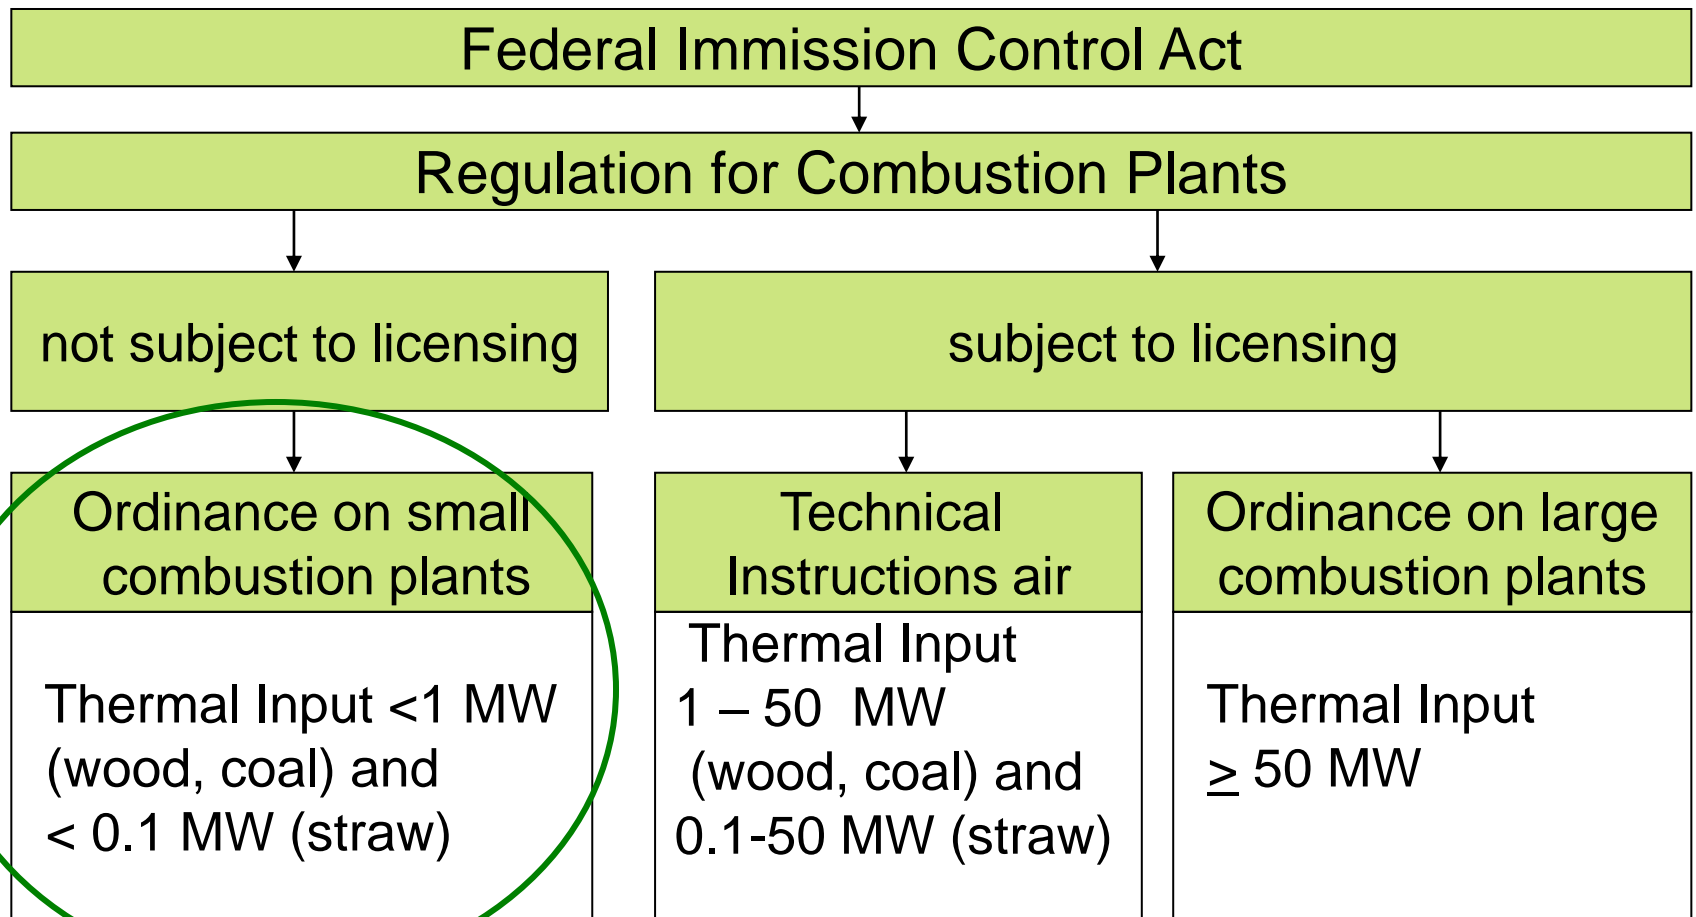 Federal Immission Control Act
Regulation for Combustion Plants
not subject to licensing
subject to licensing
Ordinance on small
combustion plants
Thermal Input <1 MW
(wood, coal) and
< 0.1 MW (straw)
Technical
Instructions air
Thermal Input
1 – 50 MW
(wood, coal) and
0.1-50 MW (straw)
Ordinance on large
combustion plants
Thermal Input
≥ 50 MW